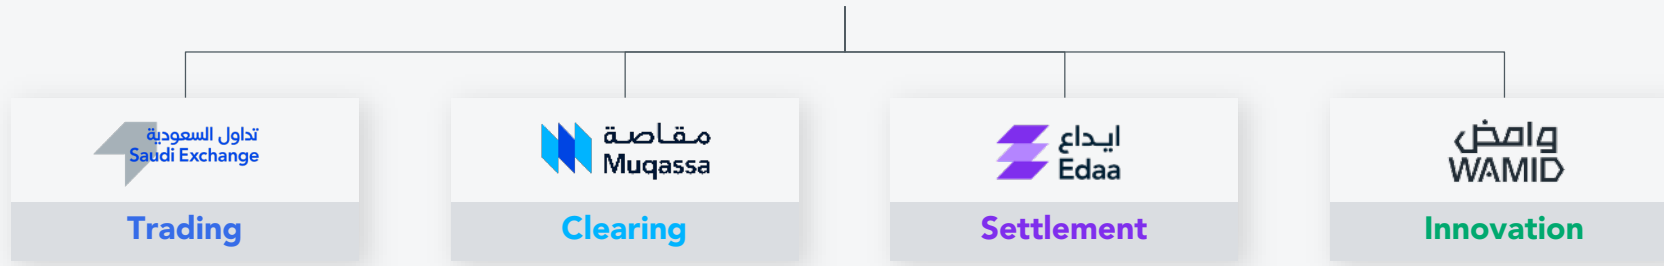 تداول السعودية
Saudi Exchange
Trading
مقاصة
Muqassa
Clearing
ايداع
Edaa
Settlement
وامض
WAMID
Innovation